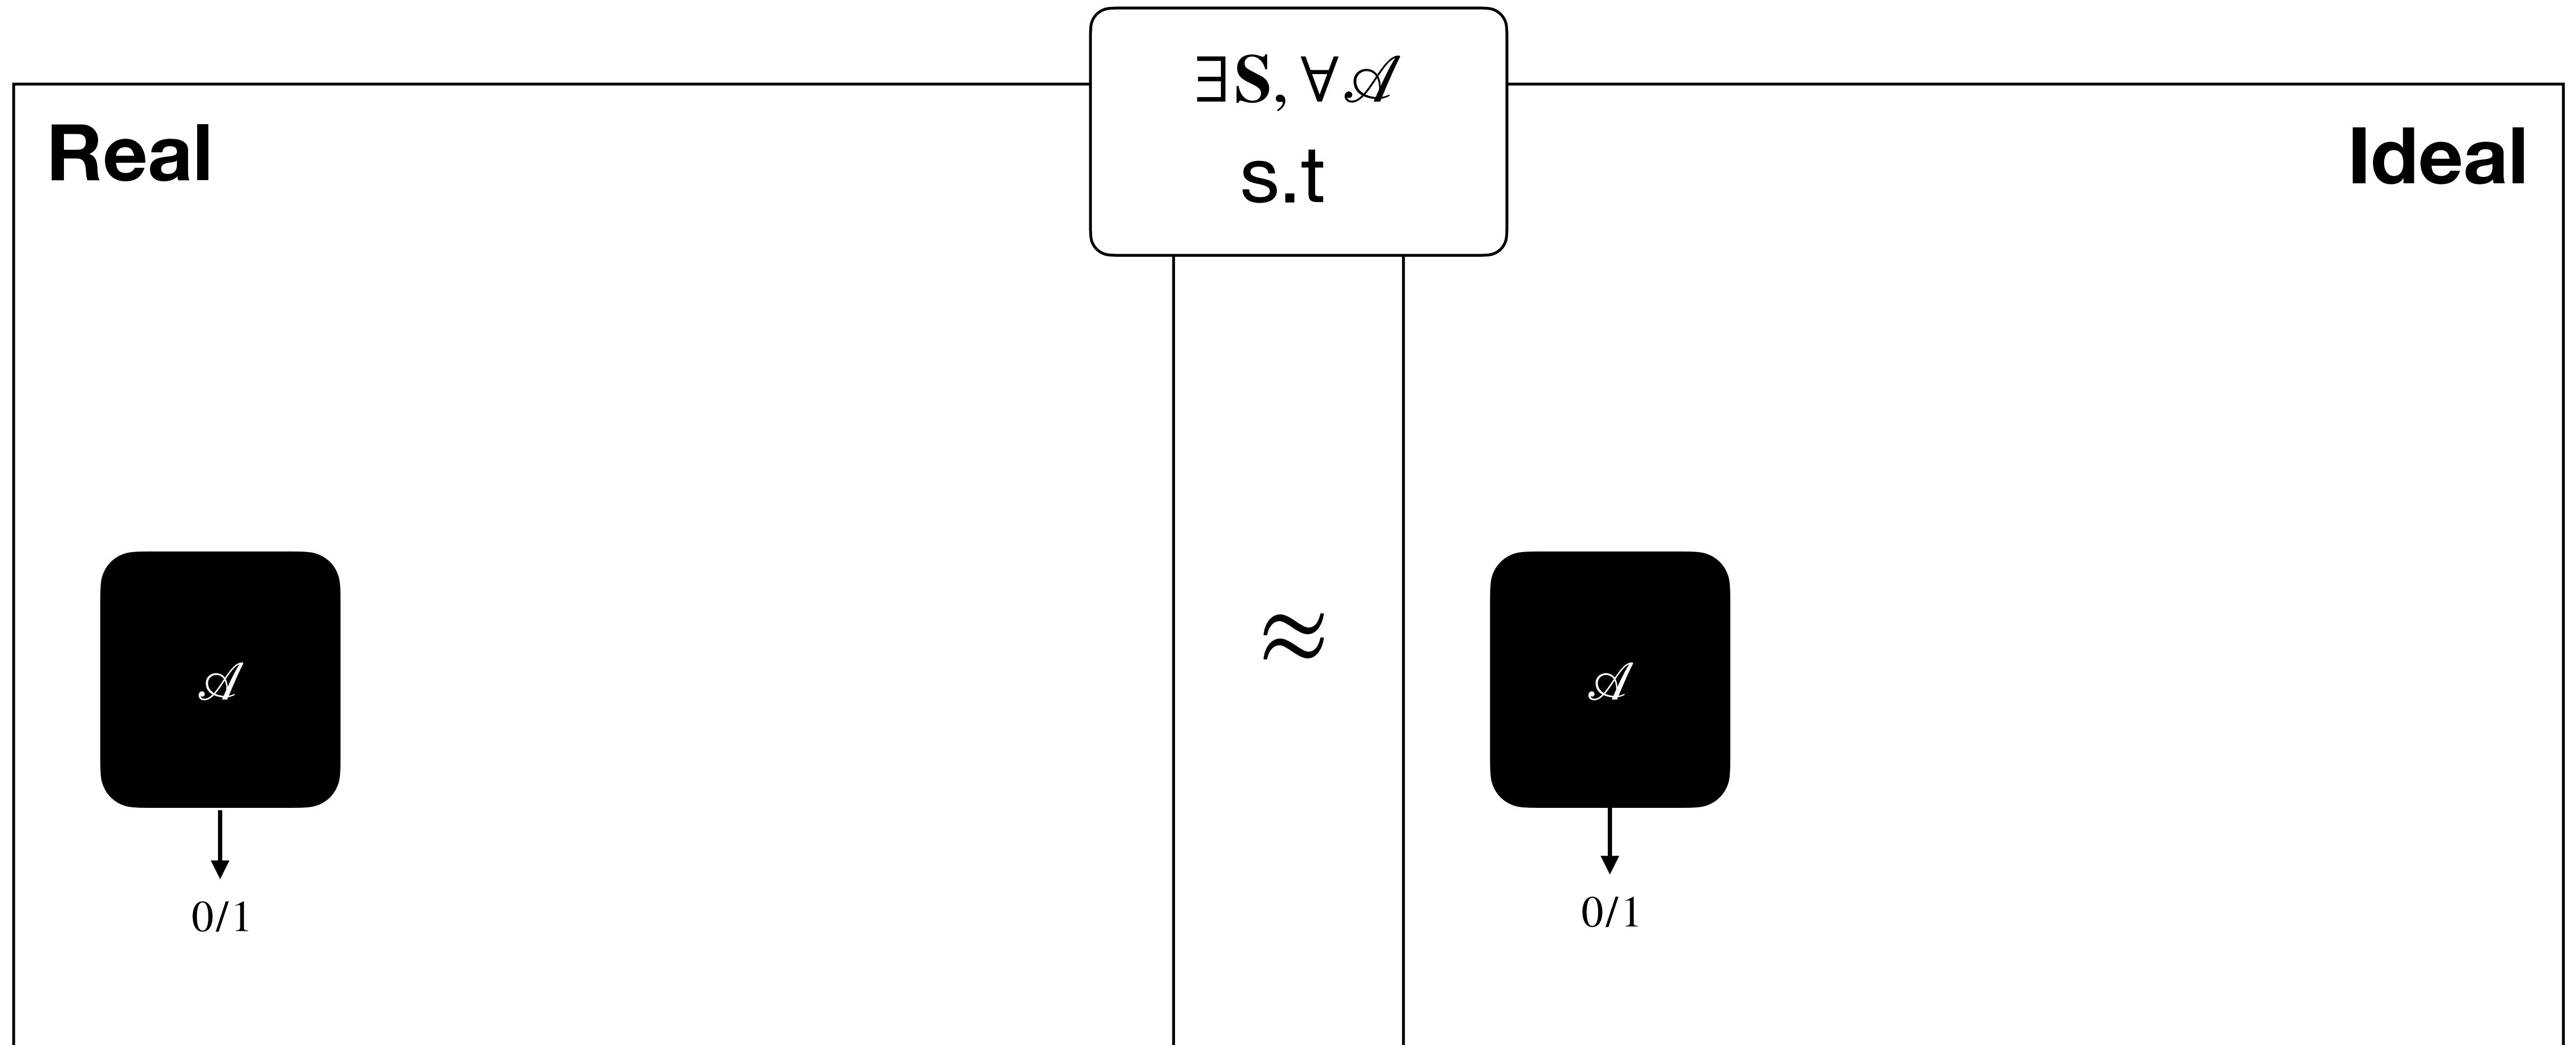 ∃S, ∀𝒜
s.t
Real
Ideal
≈
𝒜
𝒜
0/1
0/1